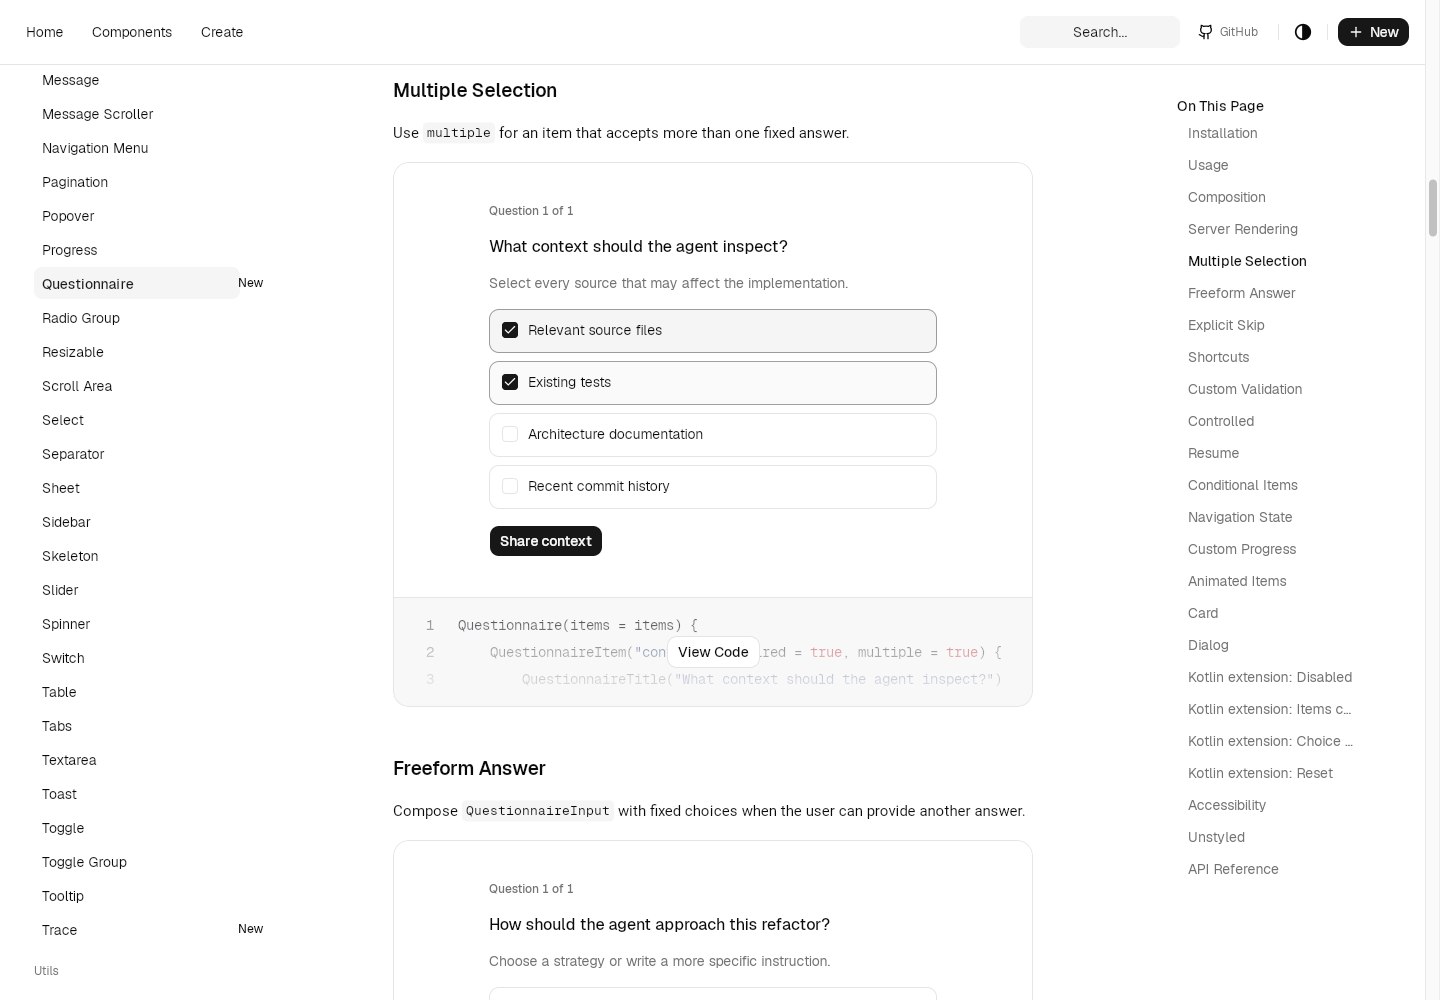 Home
Components
Create
Search...
GitHub
New
Message
Message Scroller
Navigation Menu
Pagination
Popover
Progress
Questionnaire
New
Radio Group
Resizable
Scroll Area
Select
Separator
Sheet
Sidebar
Skeleton
Slider
Spinner
Switch
Table
Tabs
Textarea
Toast
Toggle
Toggle Group
Tooltip
Trace
New
Utils
Multiple Selection
Use multiple for an item that accepts more than one fixed answer.
Question 1 of 1
What context should the agent inspect?
Select every source that may affect the implementation.
Relevant source files
Existing tests
Architecture documentation
Recent commit history
Share context
1 Questionnaire(items = items) {
2 QuestionnaireItem("con ired = true, multiple = true) {
View Code
3 QuestionnaireTitle("What context should the agent inspect?")
Freeform Answer
Compose QuestionnaireInput with fixed choices when the user can provide another answer.
Question 1 of 1
How should the agent approach this refactor?
Choose a strategy or write a more specific instruction.
On This Page
Installation
Usage
Composition
Server Rendering
Multiple Selection
Freeform Answer
Explicit Skip
Shortcuts
Custom Validation
Controlled
Resume
Conditional Items
Navigation State
Custom Progress
Animated Items
Card
Dialog
Kotlin extension: Disabled
Kotlin extension: Items c...
Kotlin extension: Choice ...
Kotlin extension: Reset
Accessibility
Unstyled
API Reference